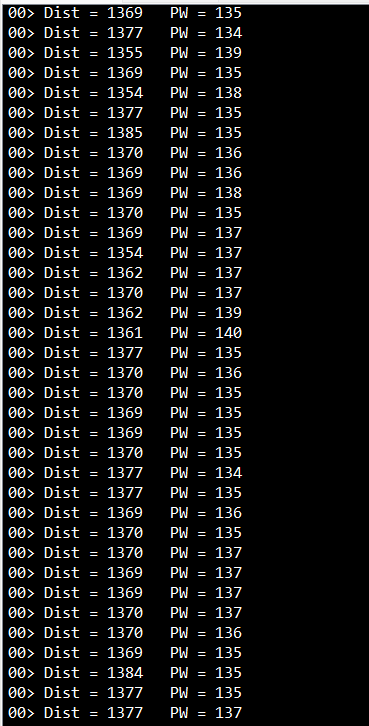 00> Dist = 1369   PW = 135
00> Dist = 1377   PW = 134
00> Dist = 1355   PW = 139
00> Dist = 1369   PW = 135
00> Dist = 1354   PW = 138
00> Dist = 1377   PW = 135
00> Dist = 1385   PW = 135
00> Dist = 1370   PW = 136
00> Dist = 1369   PW = 136
00> Dist = 1369   PW = 138
00> Dist = 1370   PW = 135
00> Dist = 1369   PW = 137
00> Dist = 1354   PW = 137
00> Dist = 1362   PW = 137
00> Dist = 1370   PW = 137
00> Dist = 1362   PW = 139
00> Dist = 1361   PW = 140
00> Dist = 1377   PW = 135
00> Dist = 1370   PW = 136
00> Dist = 1370   PW = 135
00> Dist = 1369   PW = 135
00> Dist = 1369   PW = 135
00> Dist = 1370   PW = 135
00> Dist = 1377   PW = 134
00> Dist = 1377   PW = 135
00> Dist = 1369   PW = 136
00> Dist = 1370   PW = 135
00> Dist = 1370   PW = 137
00> Dist = 1369   PW = 137
00> Dist = 1369   PW = 137
00> Dist = 1370   PW = 137
00> Dist = 1370   PW = 136
00> Dist = 1369   PW = 135
00> Dist = 1384   PW = 135
00> Dist = 1377   PW = 135
00> Dist = 1377   PW = 137